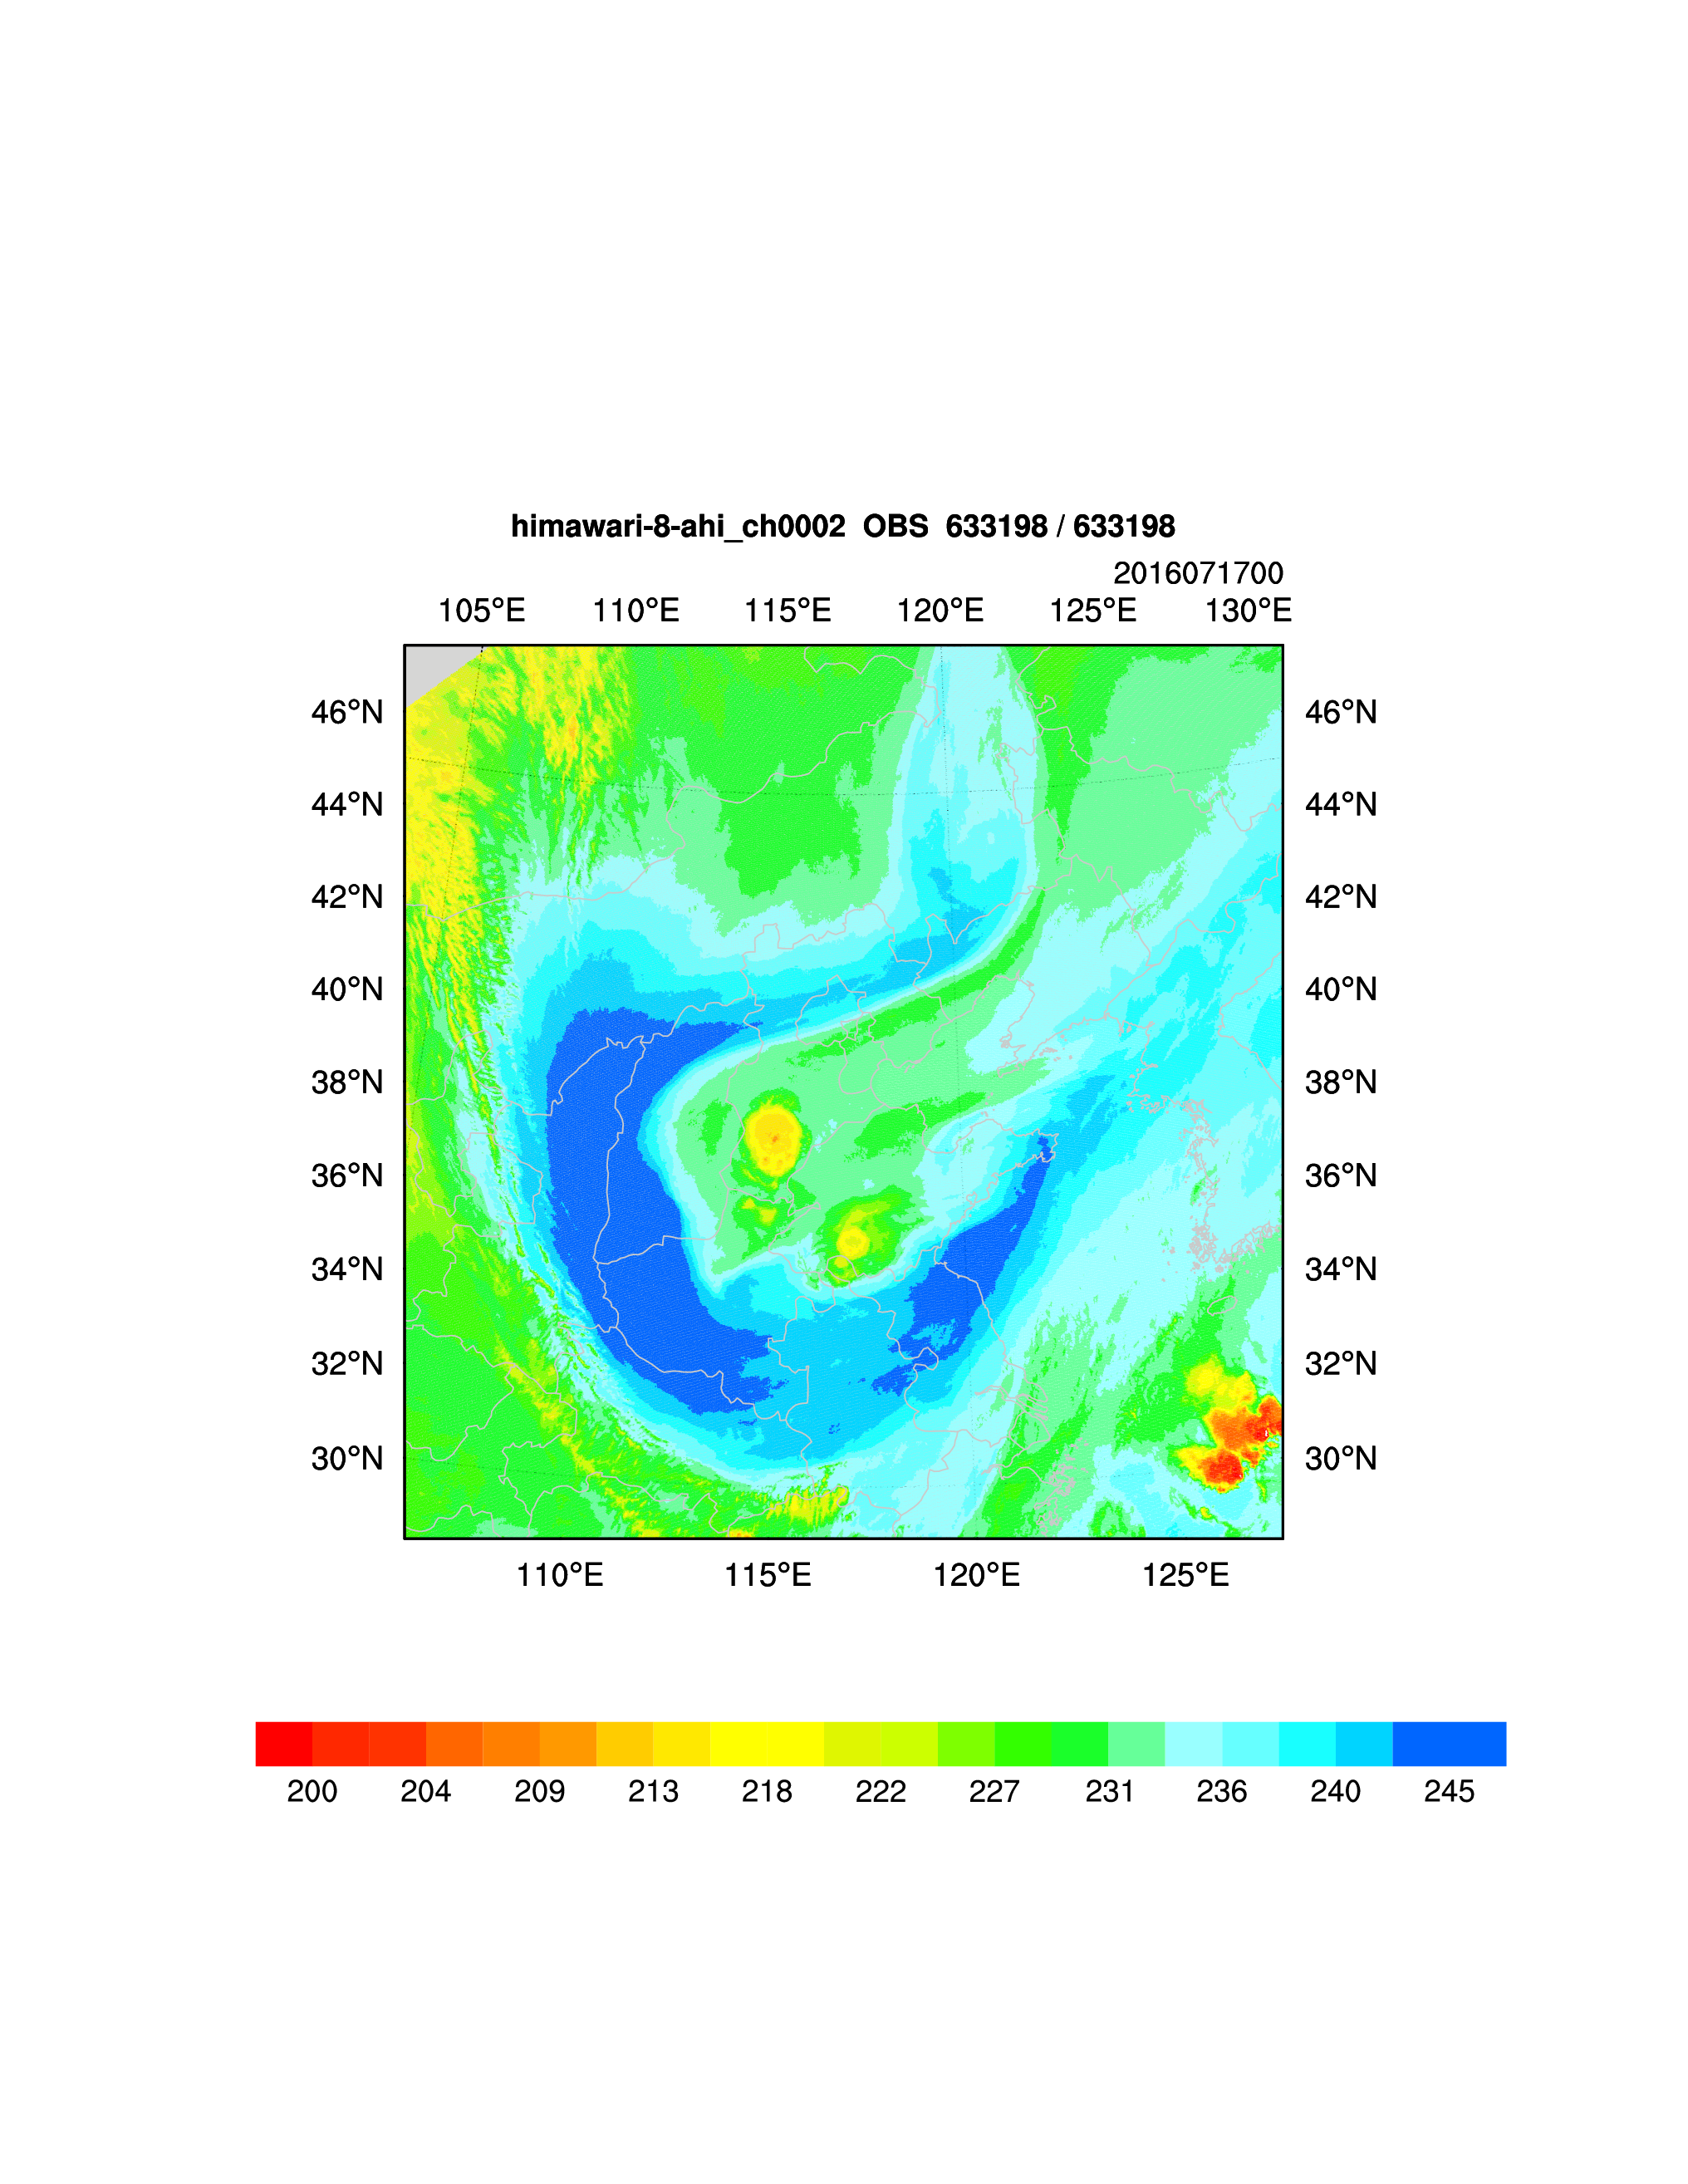 himawari-8-ahi_ch0002 OBS 633198 / 633198
2016071700
105°E 110°E 115°E 120°E 125°E 130°E
46°N 46°N
44°N 44°N
42°N 42°N
40°N 40°N
38°N 38°N
36°N 36°N
34°N 34°N
32°N 32°N
30°N 30°N
110°E 115°E 120°E 125°E
200 204 209 213 218 222 227 231 236 240 245